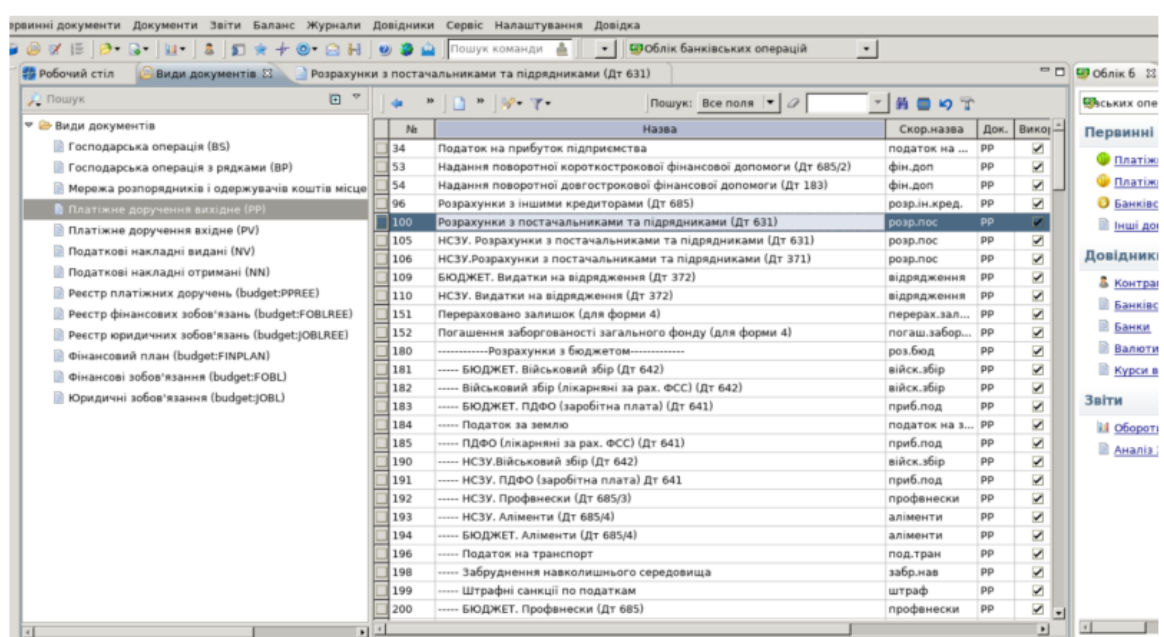 ервинні документи Документи Звіти Баланс Журнали Довідники Сервіс Налаштування Довідка
Пошук команди Облік банківських операцій
Робочий стіл Види документів Розрахунки з постачальниками та підрядниками (Дт 631) Облік б
Пошук
Види документів
Господарська операція (BS)
Господарська операція з рядками (BP)
Мережа розпорядників і одержувачів коштів місце
Платіжне доручення вихідне (PP)
Платіжне доручення вхідне (PV)
Податкові накладні видані (NV)
Податкові накладні отримані (NN)
Реєстр платіжних доручень (budget:PPREE)
Реєстр фінансових зобов'язань (budget:FOBLREE)
Реєстр юридичних зобов'язань (budget:JOBLREE)
Фінансовий план (budget:FINPLAN)
Фінансові зобов'язання (budget:FOBL)
Юридичні зобов'язання (budget:JOBL)
Пошук: Все поля
№ Назва Скор.назва Док. Викор
34 Податок на прибуток підприємства податок на ... PP
53 Надання поворотної короткострокової фінансової допомоги (Дт 685/2) фін.доп PP
54 Надання поворотної довгострокової фінансової допомоги (Дт 183) фін.доп PP
96 Розрахунки з іншими кредиторами (Дт 685) розр.ін.кред. PP
100 Розрахунки з постачальниками та підрядниками (Дт 631) розр.пос PP
105 НСЗУ. Розрахунки з постачальниками та підрядниками (Дт 631) розр.пос PP
106 НСЗУ.Розрахунки з постачальниками та підрядниками (Дт 371) розр.пос PP
109 БЮДЖЕТ. Видатки на відрядження (Дт 372) відрядження PP
110 НСЗУ. Видатки на відрядження (Дт 372) відрядження PP
151 Перераховано залишок (для форми 4) перерах.зал... PP
152 Погашення заборгованості загального фонду (для форми 4) погаш.забор... PP
180 ------------Розрахунки з бюджетом------------- роз.бюд PP
181 ----- БЮДЖЕТ. Військовий збір (Дт 642) війск.збір PP
182 ----- Військовий збір (лікарняні за рах. ФСС) (Дт 642) війск.збір PP
183 ----- БЮДЖЕТ. ПДФО (заробітна плата) (Дт 641) приб.под PP
184 ----- Податок за землю податок на з... PP
185 ----- ПДФО (лікарняні за рах. ФСС) (Дт 641) приб.под PP
190 ----- НСЗУ.Військовий збір (Дт 642) війск.збір PP
191 ----- НСЗУ. ПДФО (заробітна плата) Дт 641 приб.под PP
192 ----- НСЗУ. Профвнески (Дт 685/3) профвнески PP
193 ----- НСЗУ. Аліменти (Дт 685/4) аліменти PP
194 ----- БЮДЖЕТ. Аліменти (Дт 685/4) аліменти PP
196 ----- Податок на транспорт под.тран PP
198 ----- Забруднення навколишнього середовища забр.нав PP
199 ----- Штрафні санкції по податкам штраф PP
200 ----- БЮДЖЕТ. Профвнески (Дт 685) профвнески PP
ських опе
Первинні
Платіж
Платіж
Банківс
Інші до
Довідник
Контра
Банківс
Банки
Валюти
Курси в
Звіти
Оборот
Аналіз